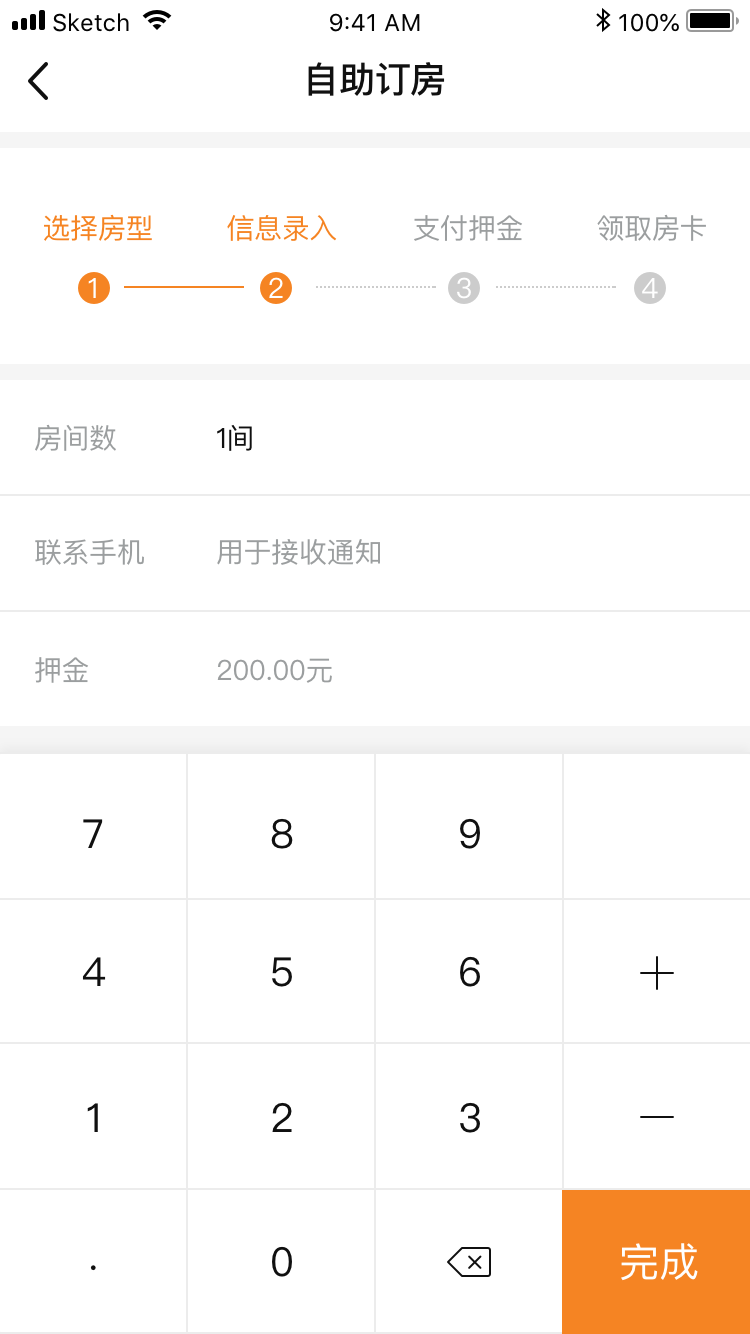 Sketch 9:41 AM 100%
自助订房
选择房型 信息录入 支付押金 领取房卡
1 2 3 4
房间数 1间
联系手机 用于接收通知
押金 200.00元
7 8 9
4 5 6 +
1 2 3 —
. 0
完成